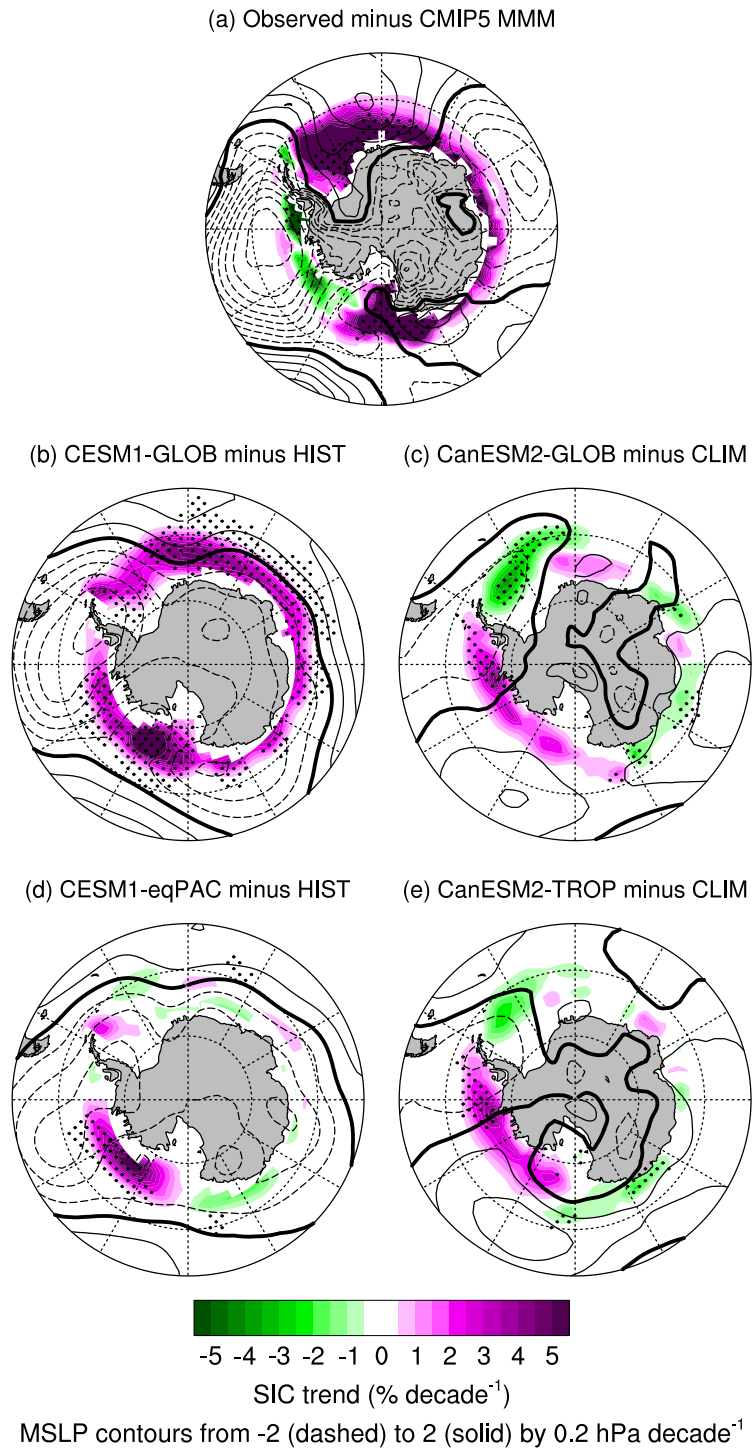 (a) Observed minus CMIP5 MMM
(b) CESM1-GLOB minus HIST
(c) CanESM2-GLOB minus CLIM
(d) CESM1-eqPAC minus HIST
(e) CanESM2-TROP minus CLIM
-5 -4 -3 -2 -1 0 1 2 3 4 5
SIC trend (% decade⁻¹)
MSLP contours from -2 (dashed) to 2 (solid) by 0.2 hPa decade⁻¹